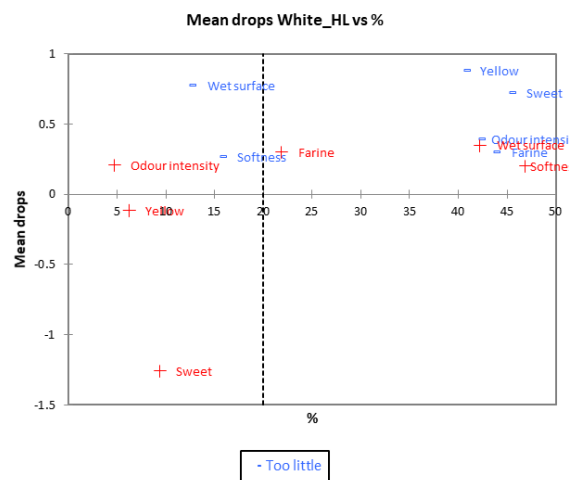 Mean drops White_HL vs %
1
Yellow
Wet surface
Sweet
0.5
Odour intensi
Wet surface
Farine
Farine
Softness
Odour intensity
Softnes
0
0 5 10 15 20 25 30 35 40 45 50
Yellow
Mean drops
-0.5
-1
Sweet
-1.5
%
- Too little